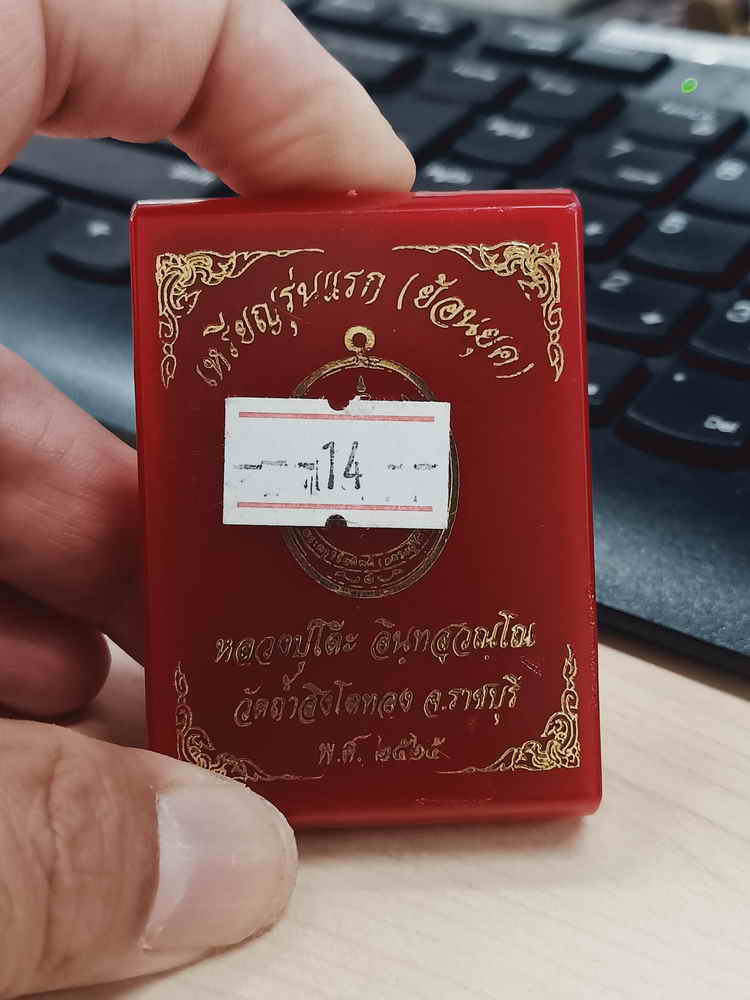 เหรียญรุ่นแรก (ย้อนยุค)
14
หลวงปู่โต๊ะ อินฺทสุวณฺโณ
วัดถ้ำสิงโตทอง จ.ราชบุรี
พ.ศ. ๒๕๖๕
7
2